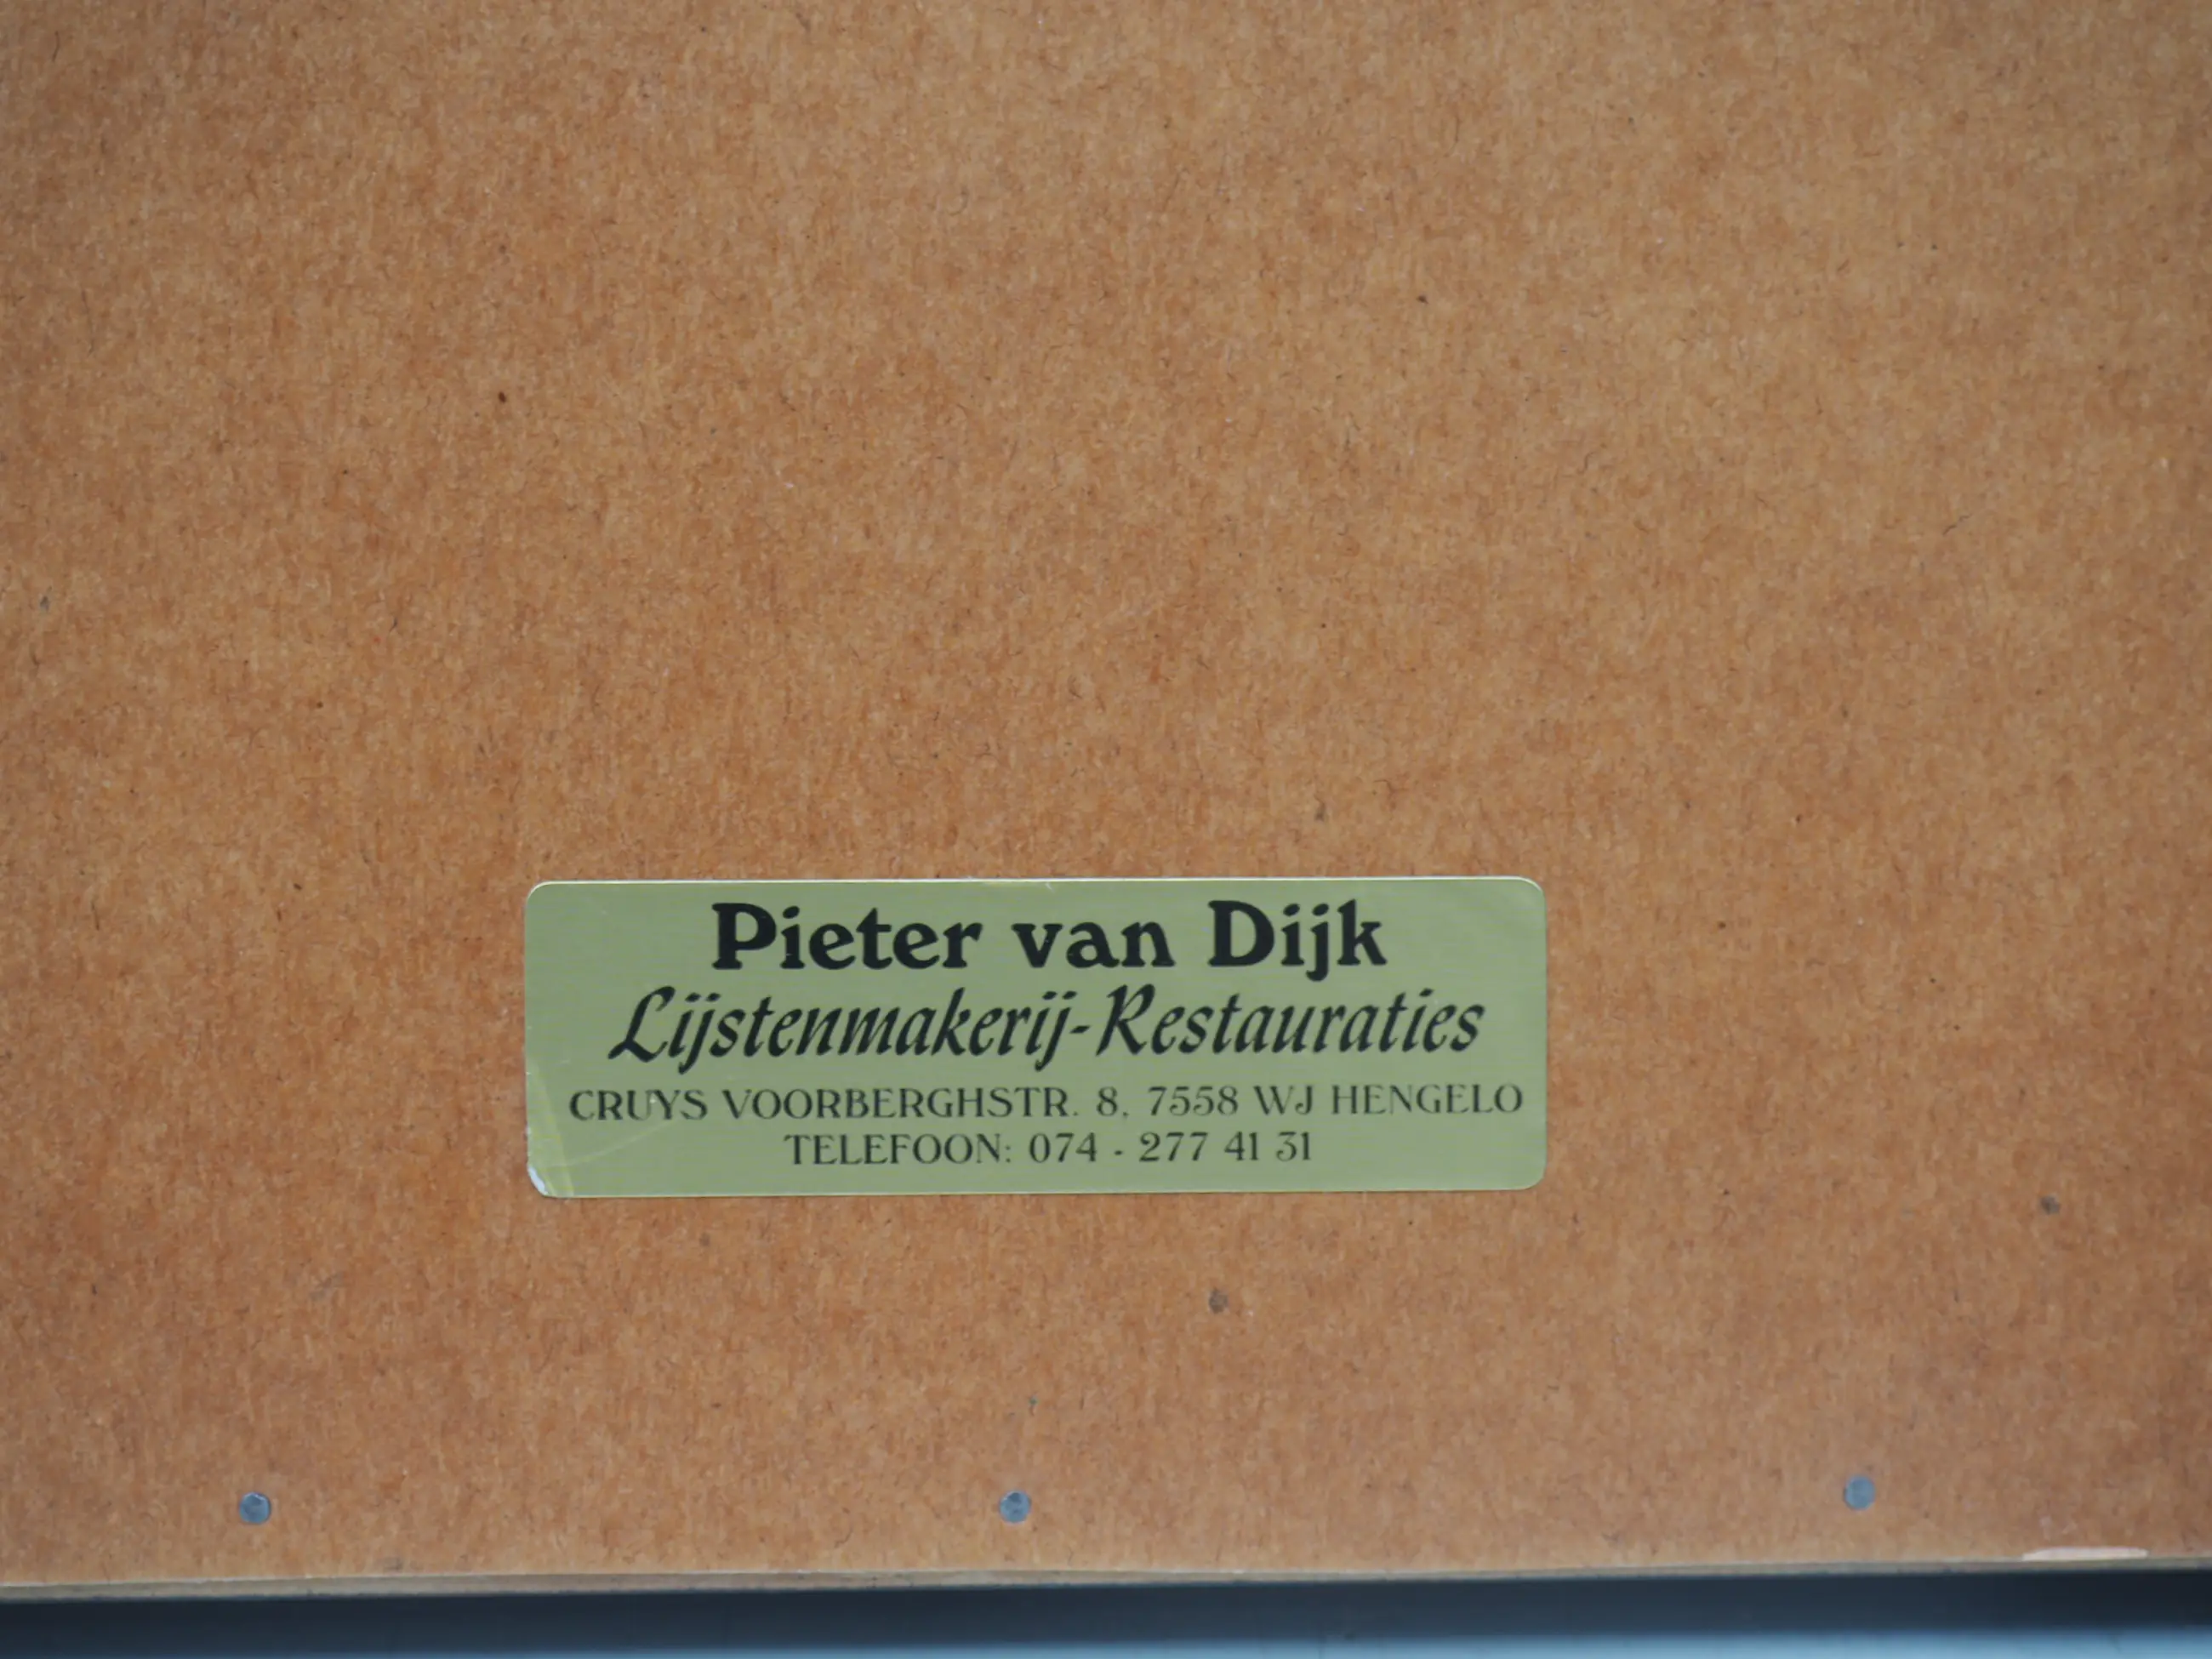 Pieter van Dijk
Lijstenmakerij-Restauraties
CRUYS VOORBERGHSTR. 8, 7558 WJ HENGELO
TELEFOON: 074 - 277 41 31